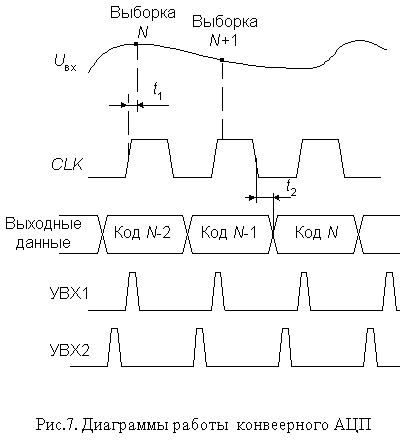 Выборка
N
Выборка
N+1
Uвх
t1
CLK
t2
Выходные
данные
Код N-2
Код N-1
Код N
УВХ1
УВХ2
Рис.7. Диаграммы работы конвеерного АЦП